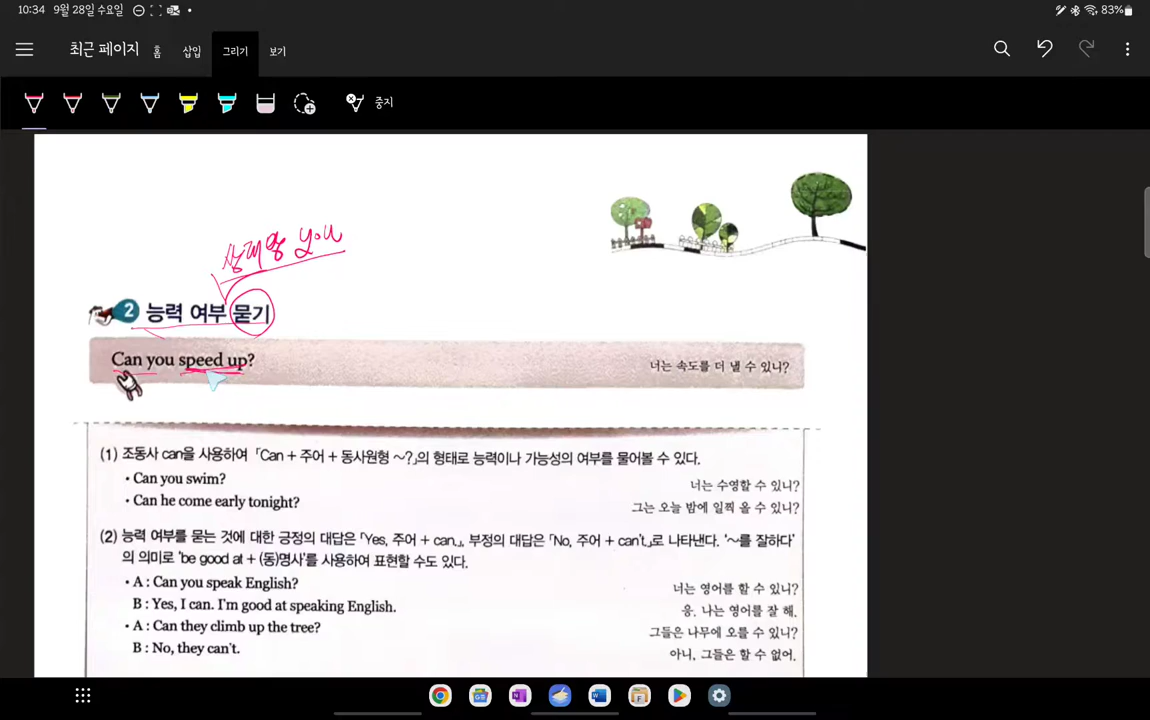 10:34 9월 28일 수요일 83%
최근 페이지 홈 삽입 그리기 보기
중지
상대방 you
2 능력 여부 묻기
Can you speed up? 너는 속도를 더 낼 수 있니?
(1) 조동사 can을 사용하여 「Can + 주어 + 동사원형 ~?」의 형태로 능력이나 가능성의 여부를 물어볼 수 있다.
• Can you swim? 너는 수영할 수 있니?
• Can he come early tonight? 그는 오늘 밤에 일찍 올 수 있니?
(2) 능력 여부를 묻는 것에 대한 긍정의 대답은 「Yes, 주어 + can.」, 부정의 대답은 「No, 주어 + can't.」로 나타낸다. '~를 잘하다'
의 의미로 'be good at + (동)명사'를 사용하여 표현할 수도 있다.
• A : Can you speak English? 너는 영어를 할 수 있니?
B : Yes, I can. I'm good at speaking English. 응. 나는 영어를 잘 해.
• A : Can they climb up the tree? 그들은 나무에 오를 수 있니?
B : No, they can't. 아니, 그들은 할 수 없어.